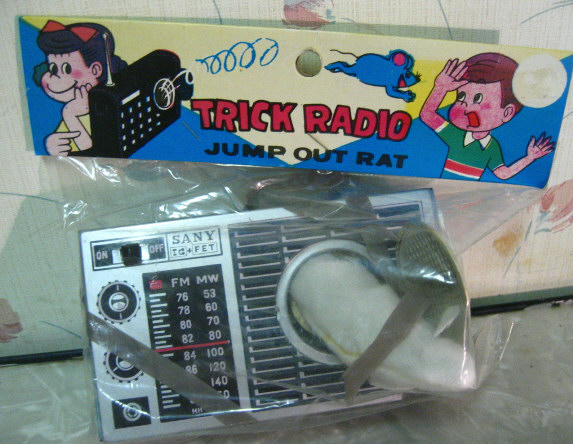 TRICK RADIO
JUMP OUT RAT
SANY
IC+FET
ON OFF
FM MW
76 53
78 60
80 70
82 80
84 100
86 120
140